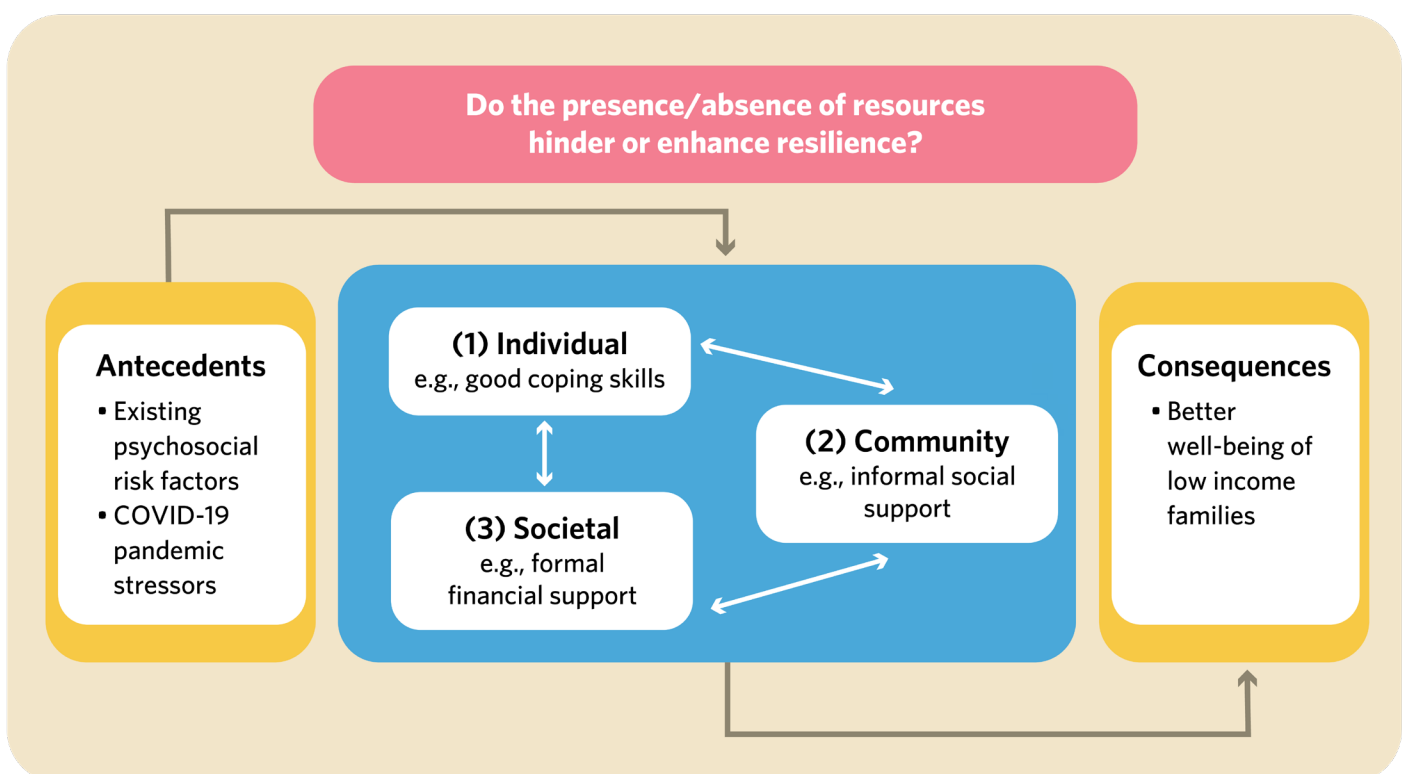 Do the presence/absence of resources
hinder or enhance resilience?
Antecedents
▪ Existing
psychosocial
risk factors
▪ COVID-19
pandemic
stressors
(1) Individual
e.g., good coping skills
(2) Community
e.g., informal social
support
(3) Societal
e.g., formal
financial support
Consequences
▪ Better
well-being of
low income
families